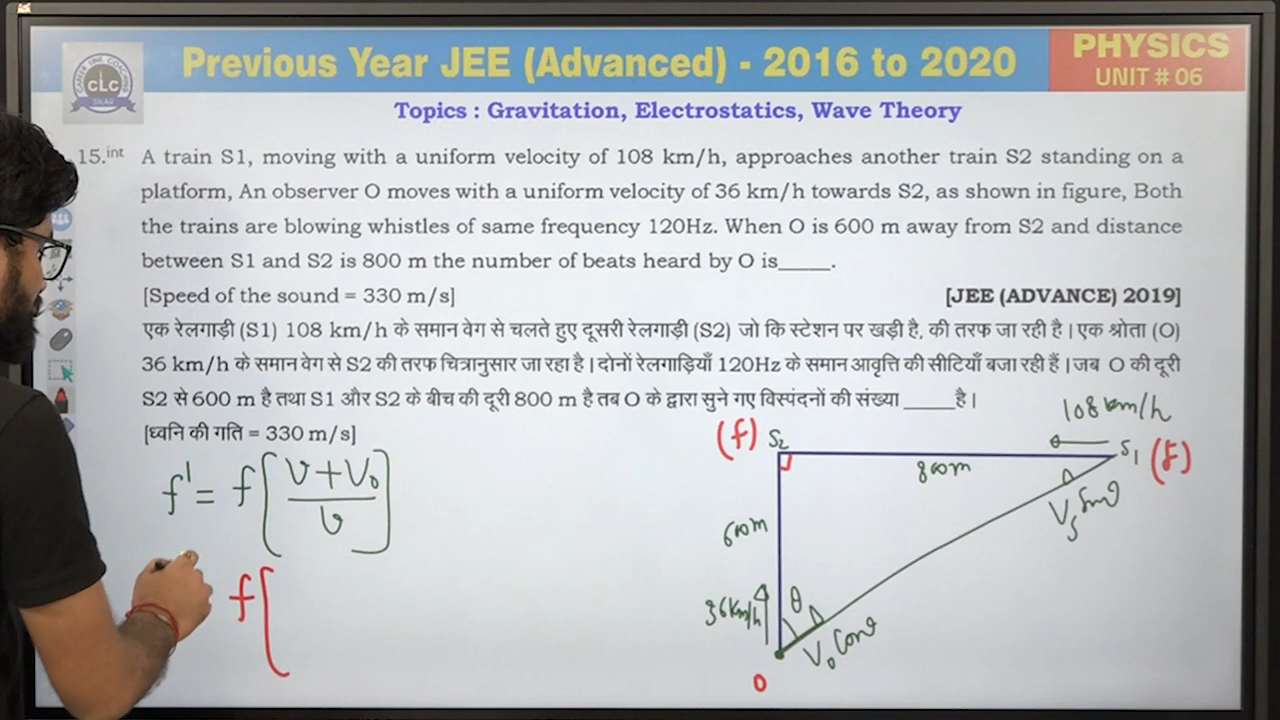 Previous Year JEE (Advanced) - 2016 to 2020
PHYSICS
UNIT # 06
CLC
SIKAR
Topics : Gravitation, Electrostatics, Wave Theory
15.int A train S1, moving with a uniform velocity of 108 km/h, approaches another train S2 standing on a
platform, An observer O moves with a uniform velocity of 36 km/h towards S2, as shown in figure, Both
the trains are blowing whistles of same frequency 120Hz. When O is 600 m away from S2 and distance
between S1 and S2 is 800 m the number of beats heard by O is_____.
[Speed of the sound = 330 m/s] [JEE (ADVANCE) 2019]
एक रेलगाड़ी (S1) 108 km/h के समान वेग से चलते हुए दूसरी रेलगाड़ी (S2) जो कि स्टेशन पर खड़ी है, की तरफ जा रही है। एक श्रोता (O)
36 km/h के समान वेग से S2 की तरफ चित्रानुसार जा रहा है। दोनों रेलगाड़ियाँ 120Hz के समान आवृत्ति की सीटियाँ बजा रही हैं। जब O की दूरी
S2 से 600 m है तथा S1 और S2 के बीच की दूरी 800 m है तब O के द्वारा सुने गए विस्पंदनों की संख्या _____है।
[ध्वनि की गति = 330 m/s]
108 km/h
(f) S2
S1 (f)
800m
f' = f[V+V0/V]
VS Sinθ
600m
36Km/h
θ
V0 Cosθ
f[
O